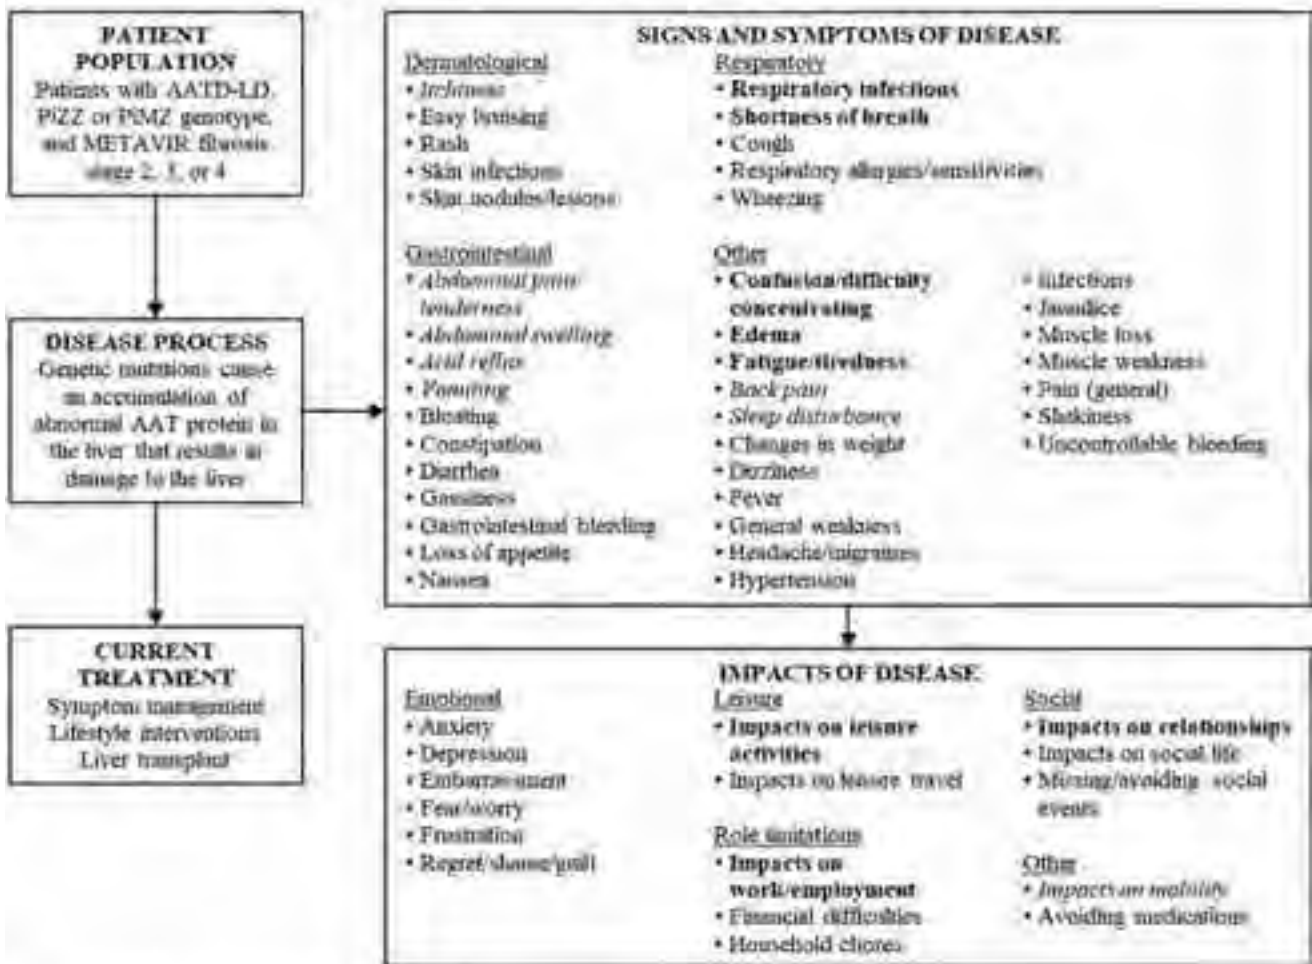 PATIENT
POPULATION
Patients with AATD-LD,
PiZZ or PiMZ genotype,
and METAVIR fibrosis
stage 2, 3, or 4
DISEASE PROCESS
Genetic mutations cause
an accumulation of
abnormal AAT protein in
the liver that results in
damage to the liver
CURRENT
TREATMENT
Symptom management
Lifestyle interventions
Liver transplant
SIGNS AND SYMPTOMS OF DISEASE
Dermatological
• Itchiness
• Easy bruising
• Rash
• Skin infections
• Skin nodules/lesions
Respiratory
• Respiratory infections
• Shortness of breath
• Cough
• Respiratory allergies/sensitivities
• Wheezing
Gastrointestinal
• Abdominal pain/
tenderness
• Abdominal swelling
• Acid reflux
• Vomiting
• Bloating
• Constipation
• Diarrhea
• Gassiness
• Gastrointestinal bleeding
• Loss of appetite
• Nausea
Other
• Confusion/difficulty
concentrating
• Edema
• Fatigue/tiredness
• Back pain
• Sleep disturbance
• Changes in weight
• Dizziness
• Fever
• General weakness
• Headache/migraines
• Hypertension
• Infections
• Jaundice
• Muscle loss
• Muscle weakness
• Pain (general)
• Shakiness
• Uncontrollable bleeding
IMPACTS OF DISEASE
Emotional
• Anxiety
• Depression
• Embarrassment
• Fear/worry
• Frustration
• Regret/shame/guilt
Leisure
• Impacts on leisure
activities
• Impacts on leisure travel
Role limitations
• Impacts on
work/employment
• Financial difficulties
• Household chores
Social
• Impacts on relationships
• Impacts on social life
• Missing/avoiding social
events
Other
• Impacts on mobility
• Avoiding medications